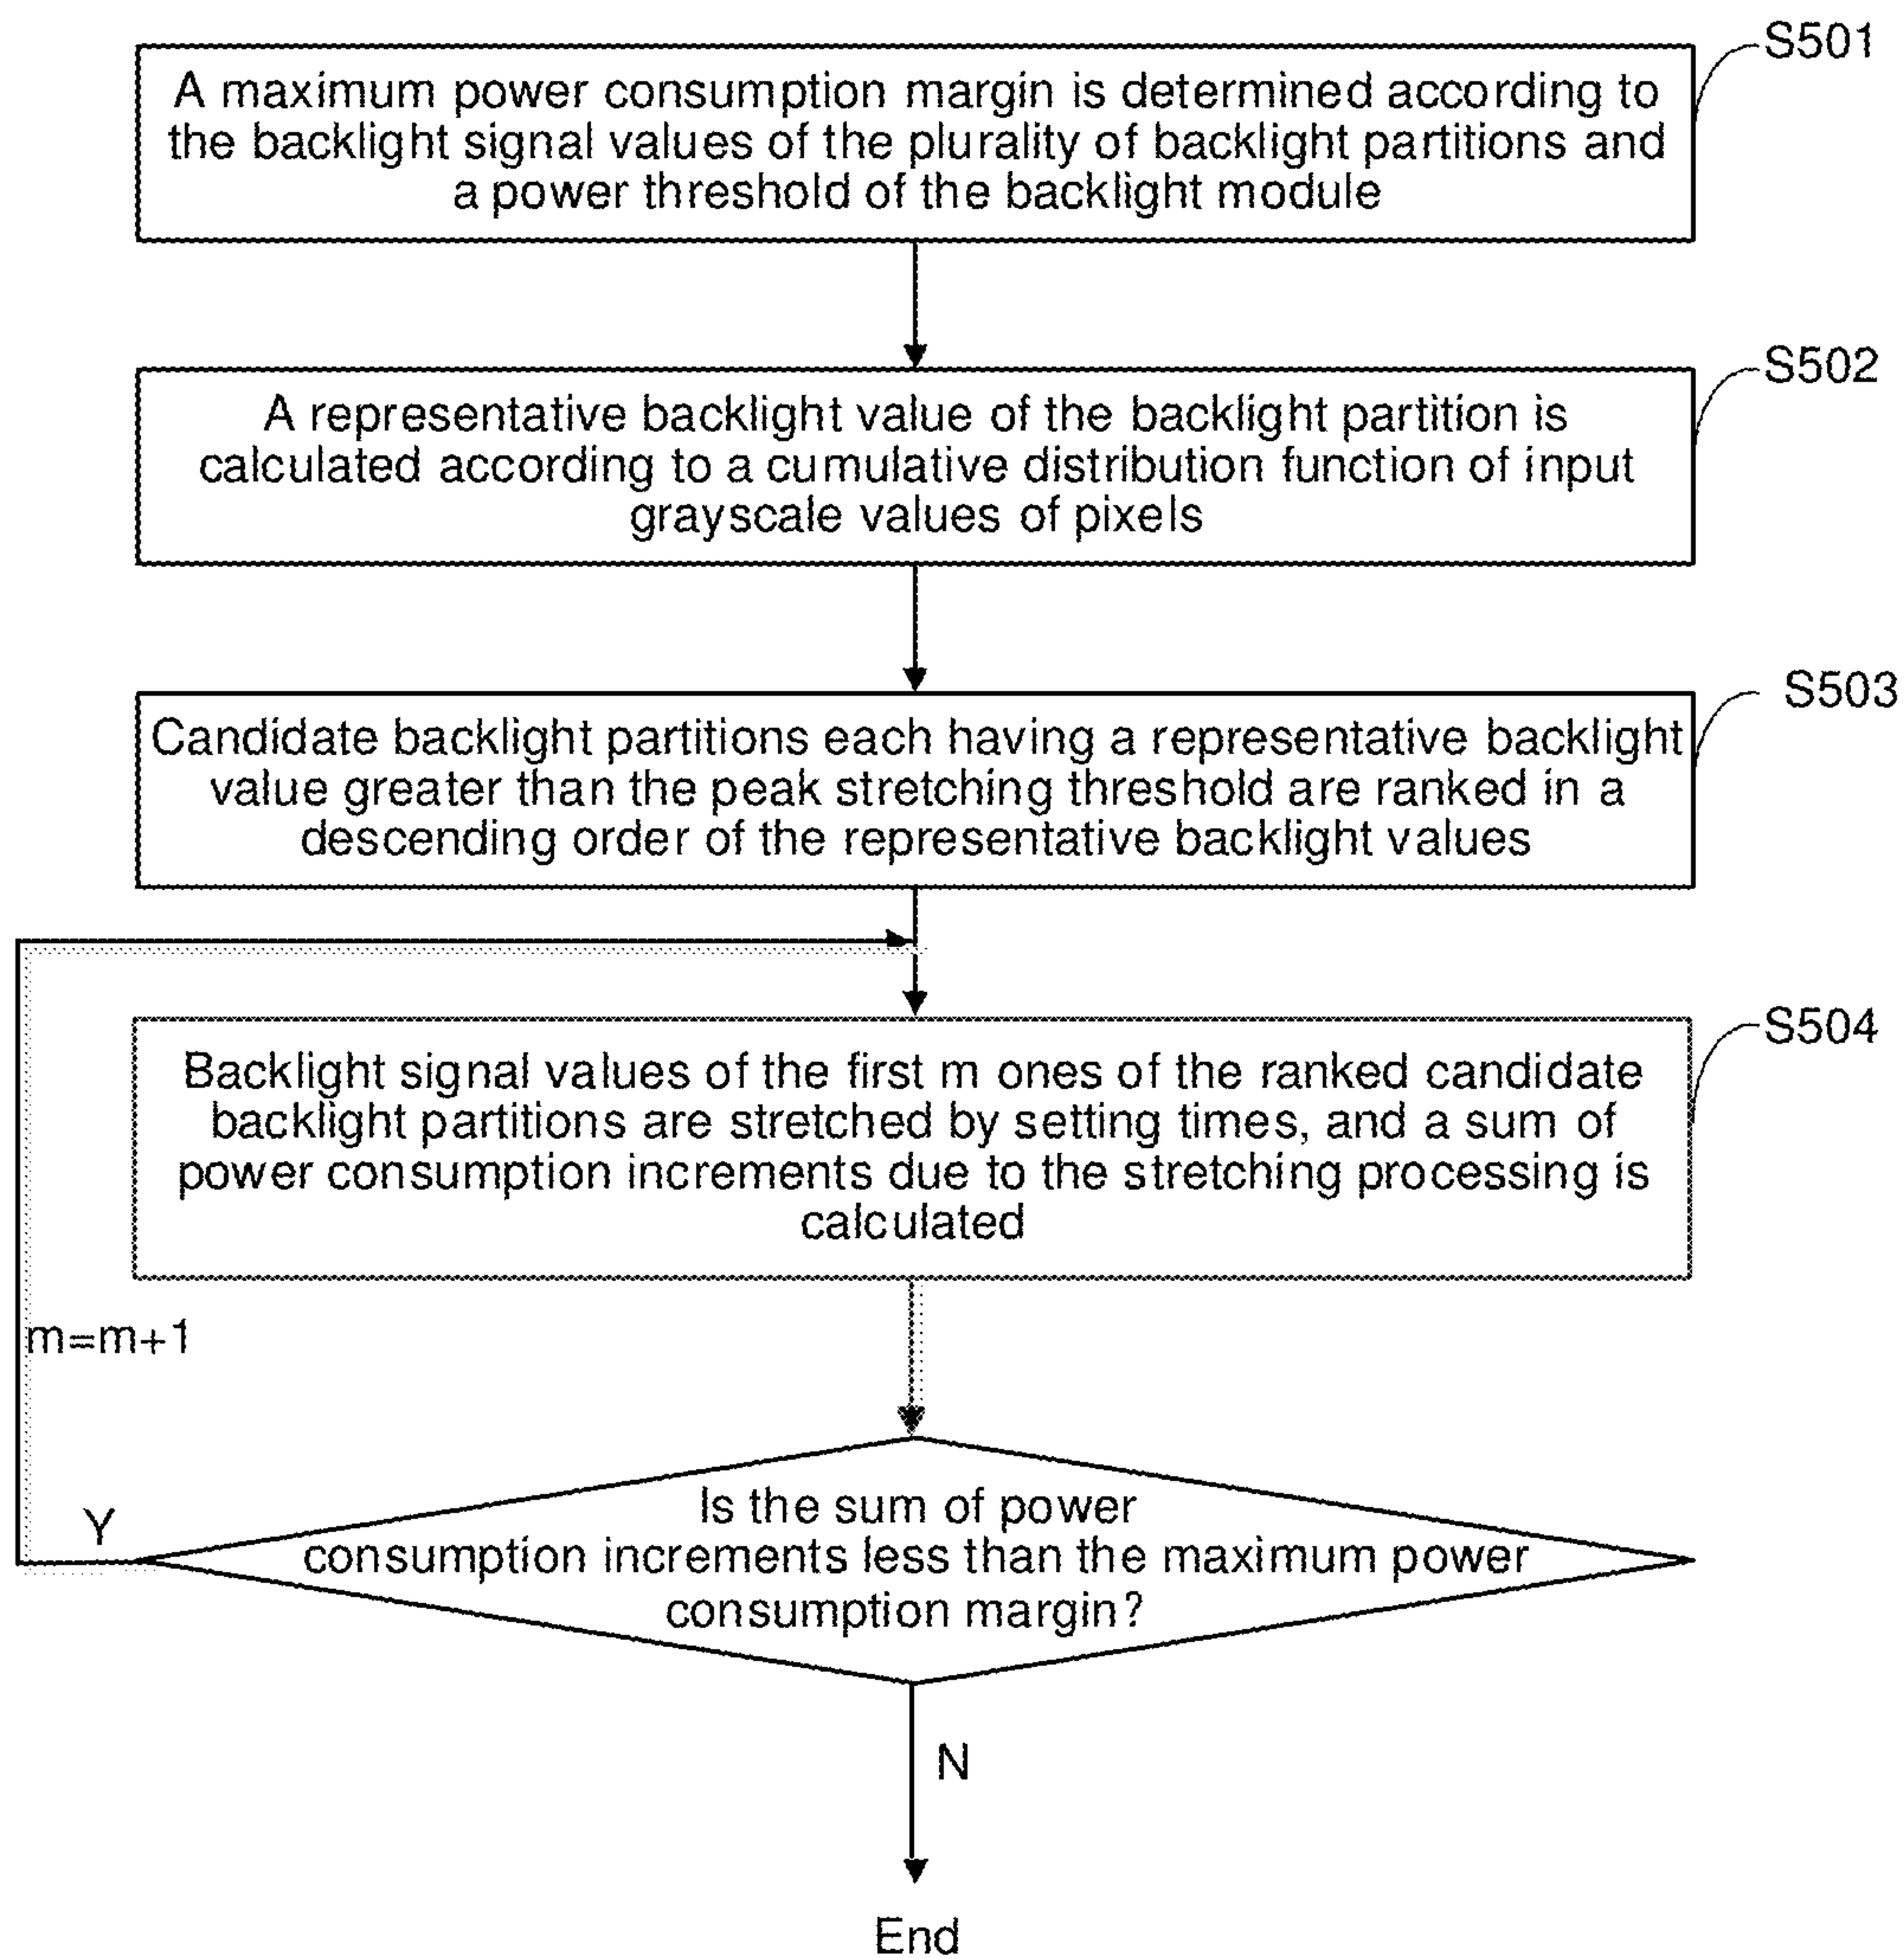 S501
A maximum power consumption margin is determined according to
the backlight signal values of the plurality of backlight partitions and
a power threshold of the backlight module
S502
A representative backlight value of the backlight partition is
calculated according to a cumulative distribution function of input
grayscale values of pixels
S503
Candidate backlight partitions each having a representative backlight
value greater than the peak stretching threshold are ranked in a
descending order of the representative backlight values
S504
Backlight signal values of the first m ones of the ranked candidate
backlight partitions are stretched by setting times, and a sum of
power consumption increments due to the stretching processing is
calculated
m=m+1
Y
Is the sum of power
consumption increments less than the maximum power
consumption margin?
N
End